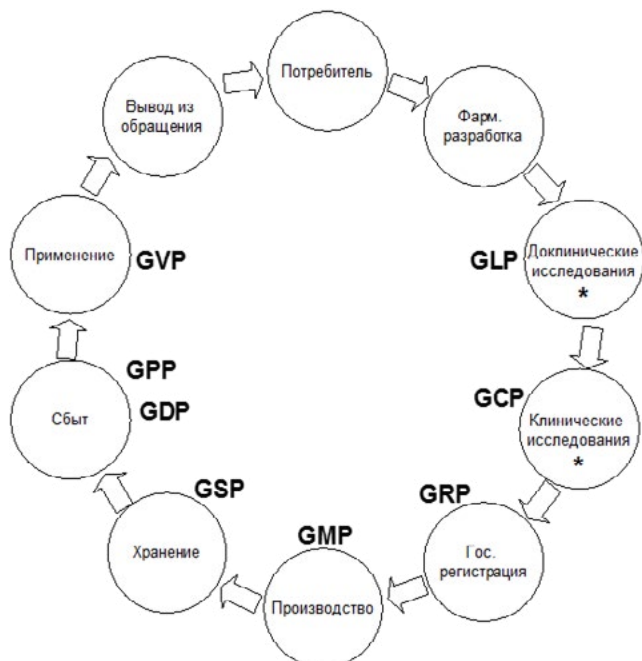 Потребитель
Фарм.
разработка
Доклинические
исследования
*
GLP
Клинические
исследования
*
GCP
Гос.
регистрация
GRP
Производство
GMP
Хранение
GSP
Сбыт
GPP
GDP
Применение
GVP
Вывод из
обращения